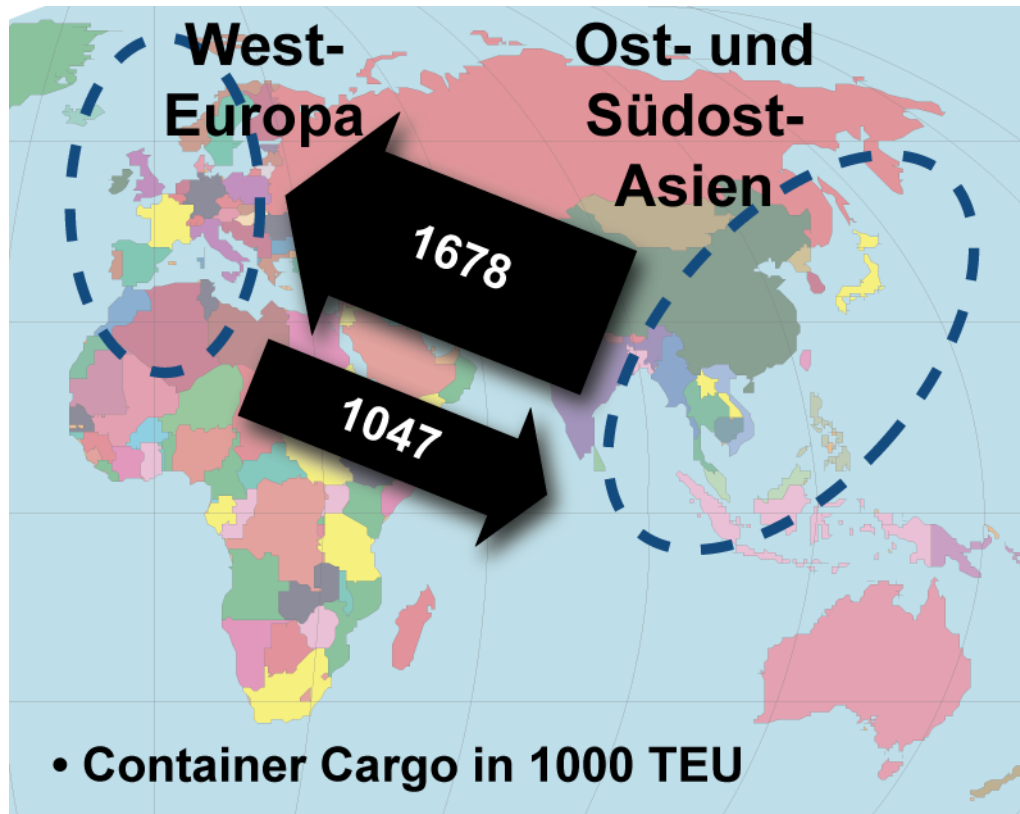 West-
Europa
Ost- und
Südost-
Asien
1678
1047
• Container Cargo in 1000 TEU